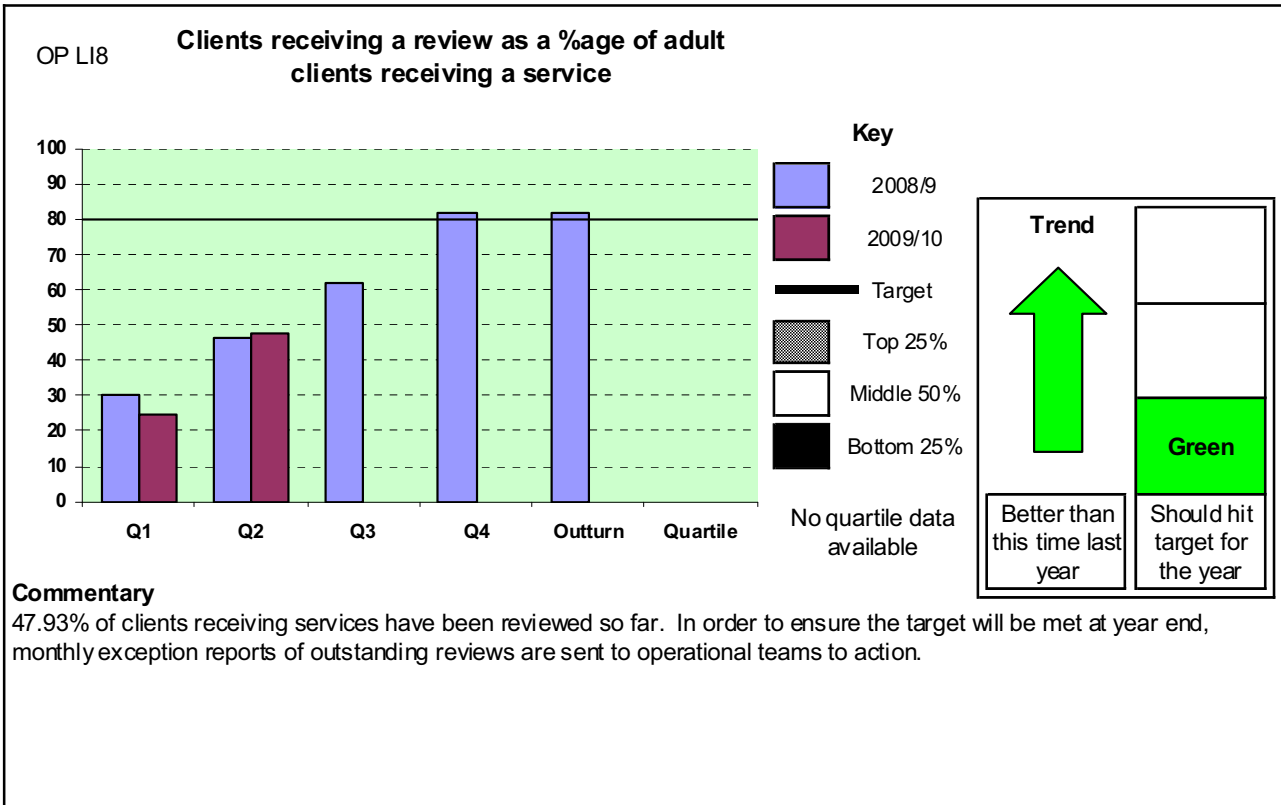 OP LI8
Clients receiving a review as a %age of adult
clients receiving a service
100
90
80
70
60
50
40
30
20
10
0
Q1
Q2
Q3
Q4
Outturn
Quartile
Key
2008/9
2009/10
Target
Top 25%
Middle 50%
Bottom 25%
No quartile data
available
Trend
Better than
this time last
year
Green
Should hit
target for
the year
Commentary
47.93% of clients receiving services have been reviewed so far. In order to ensure the target will be met at year end,
monthly exception reports of outstanding reviews are sent to operational teams to action.